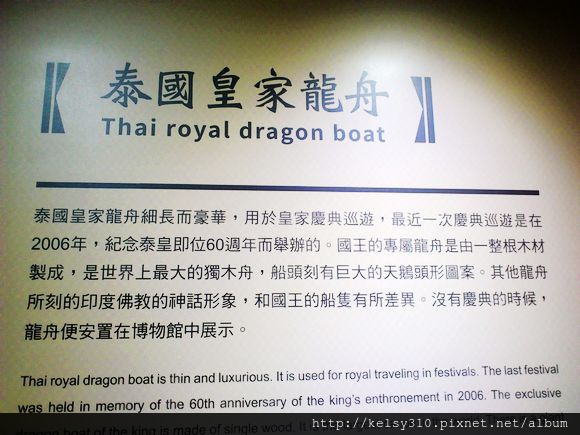 泰國皇家龍舟
Thai royal dragon boat
泰國皇家龍舟細長而豪華，用於皇家慶典巡遊，最近一次慶典巡遊是在
2006年，紀念泰皇即位60週年而舉辦的。國王的專屬龍舟是由一整根木材
製成，是世界上最大的獨木舟，船頭刻有巨大的天鵝頭形圖案。其他龍舟
所刻的印度佛教的神話形象，和國王的船隻有所差異。沒有慶典的時候，
龍舟便安置在博物館中展示。
Thai royal dragon boat is thin and luxurious. It is used for royal traveling in festivals. The last festival
was held in memory of the 60th anniversary of the king's enthronement in 2006. The exclusive
dragon boat of the king is made of single wood. It is
http://kelsy310.pixnet.net/album